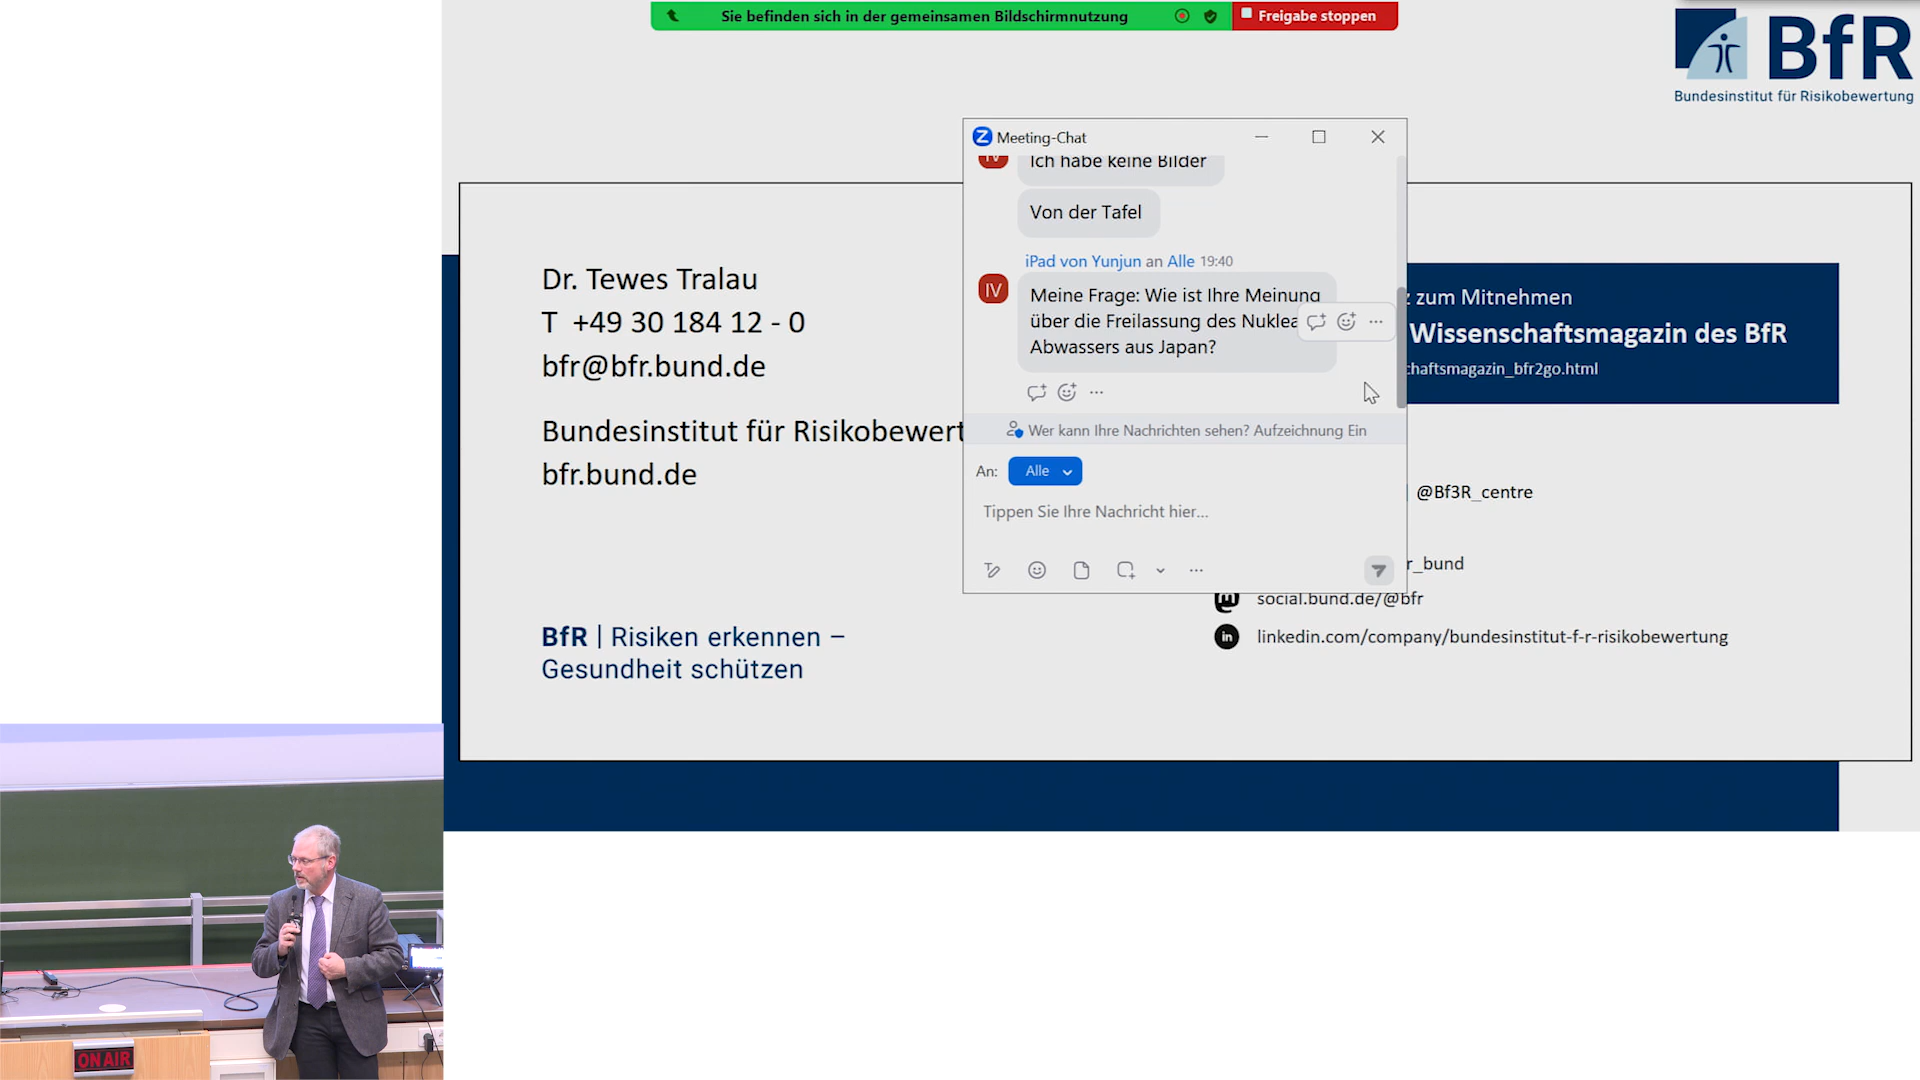 Sie befinden sich in der gemeinsamen Bildschirmnutzung
Freigabe stoppen
BfR
Bundesinstitut für Risikobewertung
Meeting-Chat
Ich habe keine Bilder
Von der Tafel
iPad von Yunjun an Alle 19:40
IV
Meine Frage: Wie ist Ihre Meinung
über die Freilassung des Nuklea
Abwassers aus Japan?
Wer kann Ihre Nachrichten sehen? Aufzeichnung Ein
An: Alle
Tippen Sie Ihre Nachricht hier...
Dr. Tewes Tralau
T +49 30 184 12 - 0
bfr@bfr.bund.de
Bundesinstitut für Risikobewert
bfr.bund.de
BfR | Risiken erkennen –
Gesundheit schützen
zum Mitnehmen
Wissenschaftsmagazin des BfR
chaftsmagazin_bfr2go.html
@Bf3R_centre
r_bund
social.bund.de/@bfr
in linkedin.com/company/bundesinstitut-f-r-risikobewertung
ON AIR